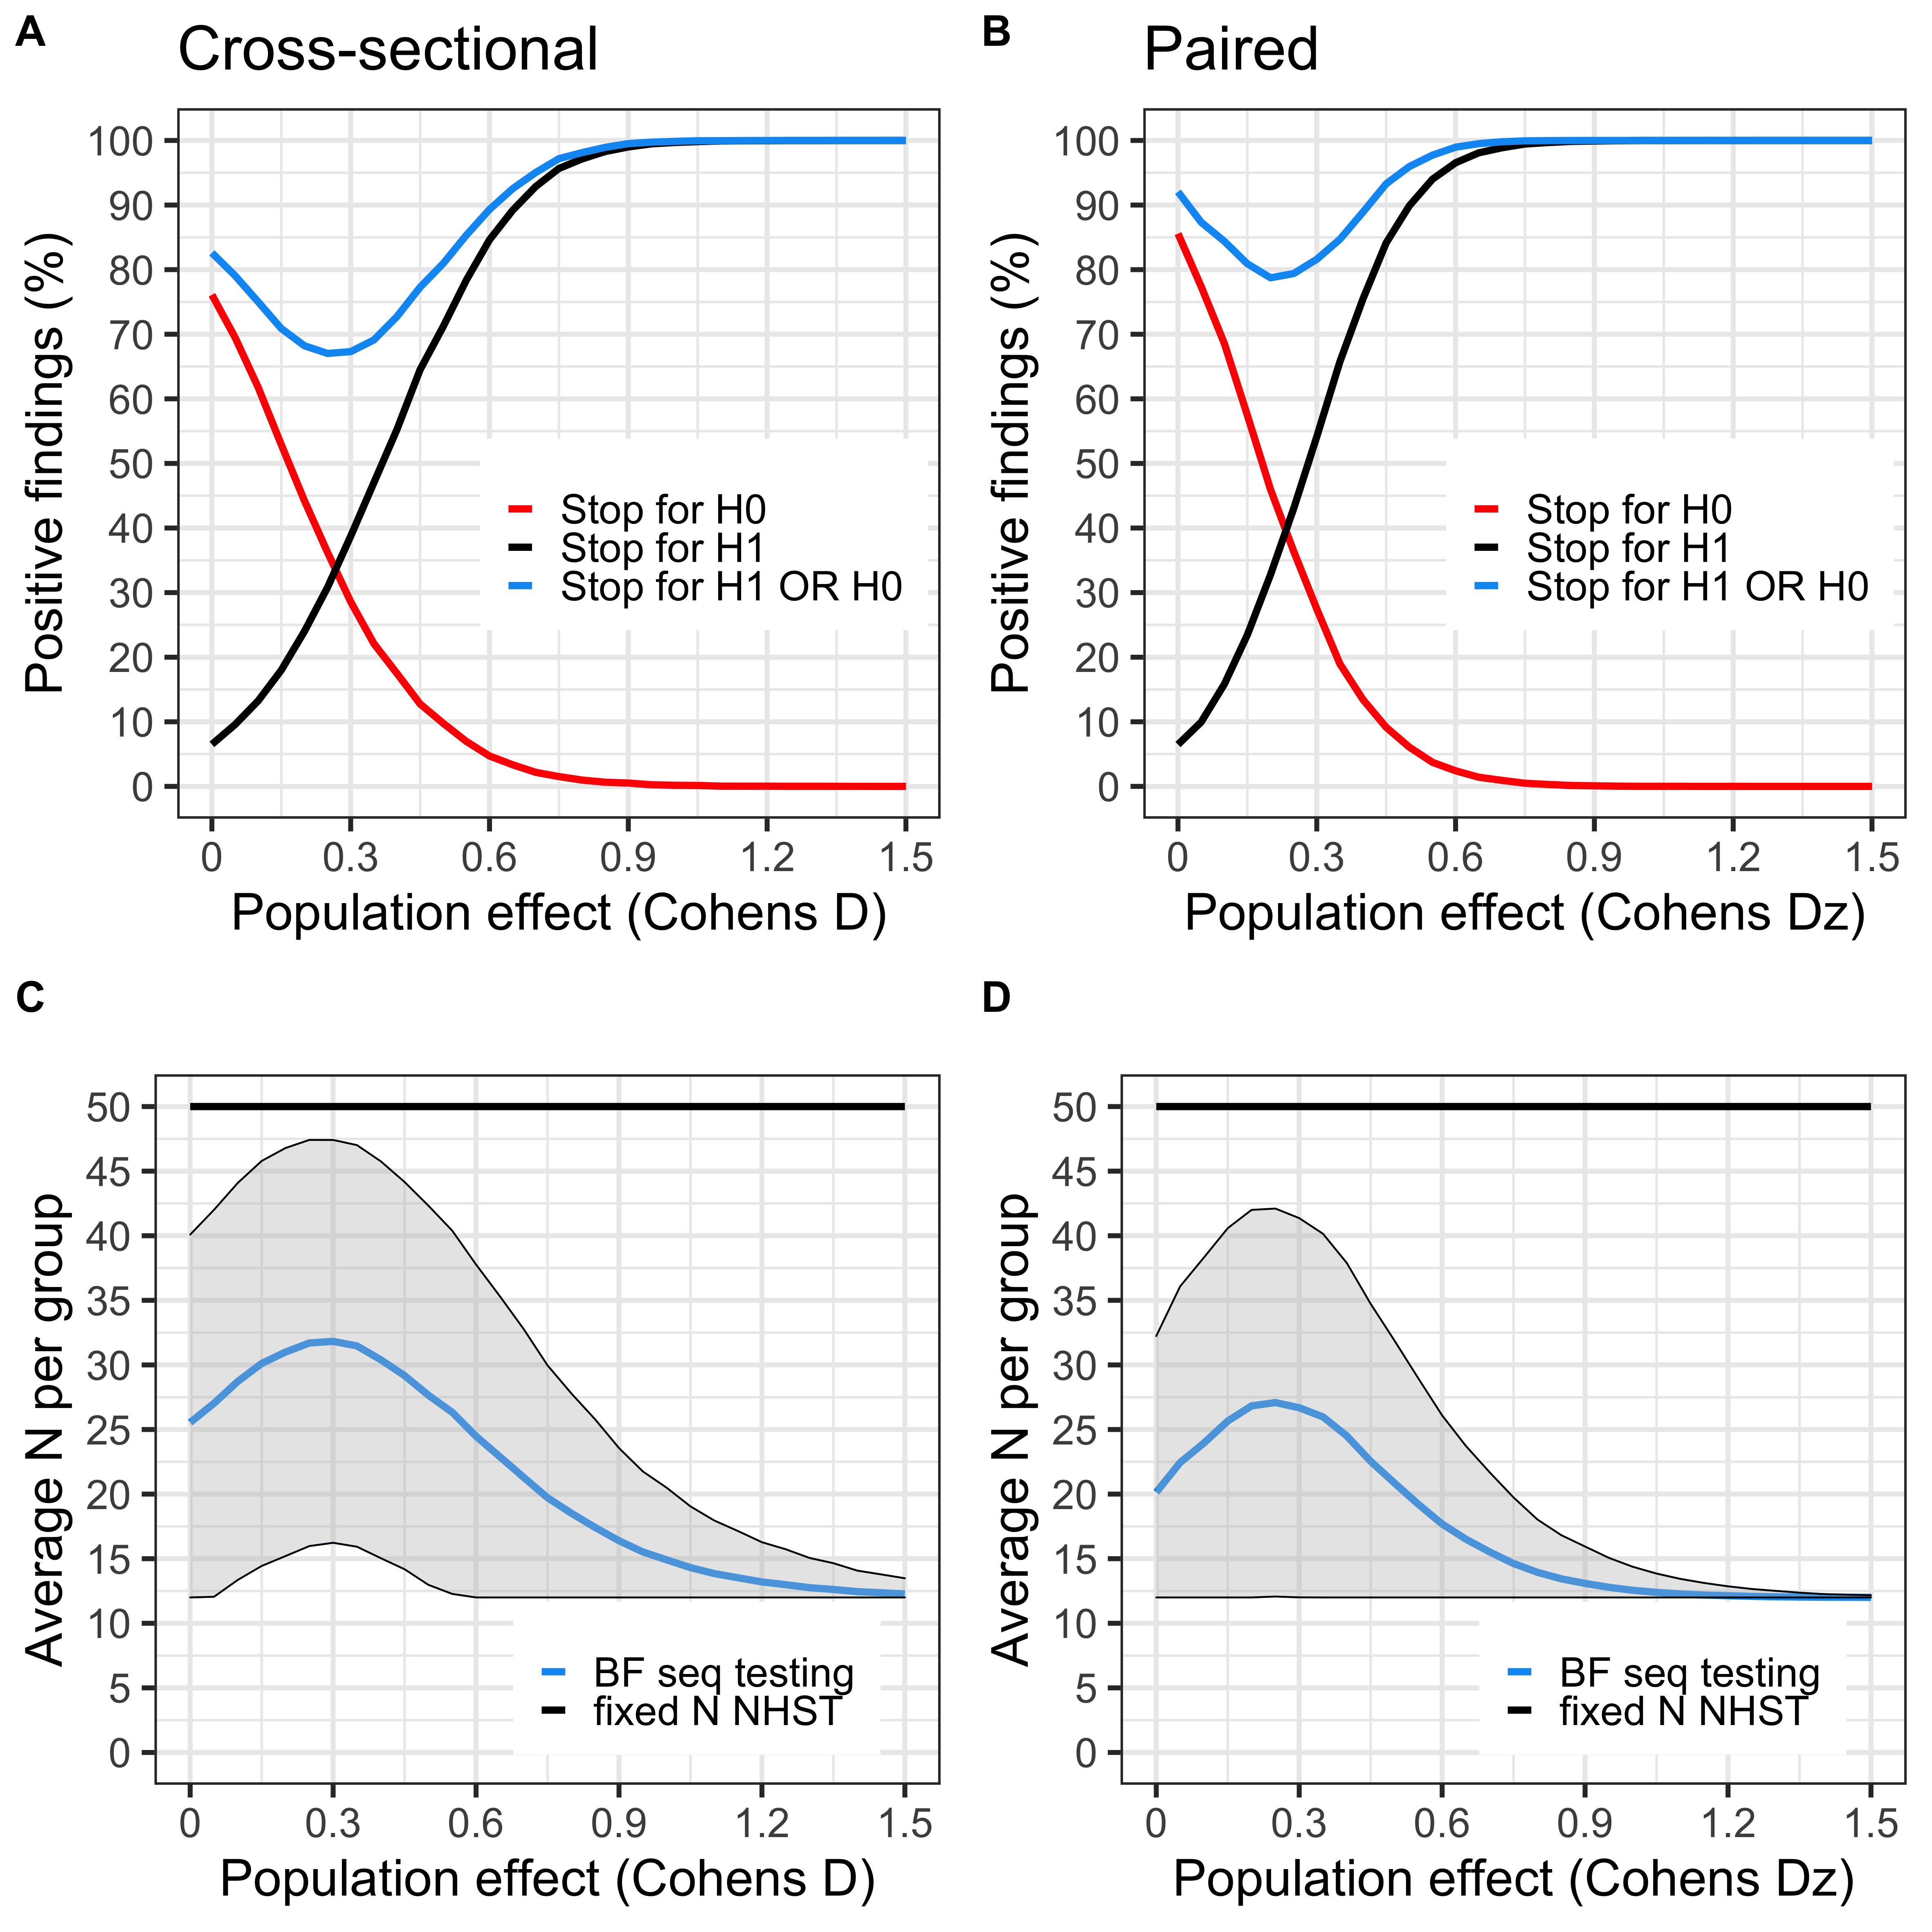 A
Cross-sectional
Positive findings (%)
100
90
80
70
60
50
40
30
20
10
0
Stop for H0
Stop for H1
Stop for H1 OR H0
0 0.3 0.6 0.9 1.2 1.5
Population effect (Cohens D)
B
Paired
Positive findings (%)
100
90
80
70
60
50
40
30
20
10
0
Stop for H0
Stop for H1
Stop for H1 OR H0
0 0.3 0.6 0.9 1.2 1.5
Population effect (Cohens Dz)
C
Average N per group
50
45
40
35
30
25
20
15
10
5
0
BF seq testing
fixed N NHST
0 0.3 0.6 0.9 1.2 1.5
Population effect (Cohens D)
D
Average N per group
50
45
40
35
30
25
20
15
10
5
0
BF seq testing
fixed N NHST
0 0.3 0.6 0.9 1.2 1.5
Population effect (Cohens Dz)